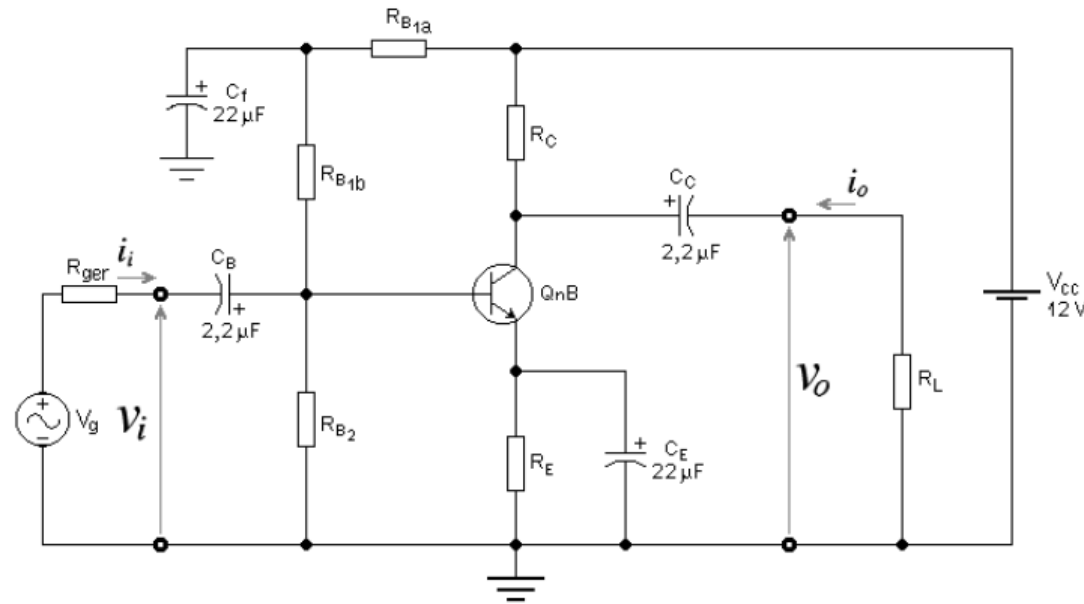 R_B1a
C_f
22 µF
R_C
R_B1b
C_C
2,2 µF
i_o
R_ger
i_i
C_B
2,2 µF
QnB
V_CC
12 V
V_g
v_i
R_B2
R_E
C_E
22 µF
v_o
R_L